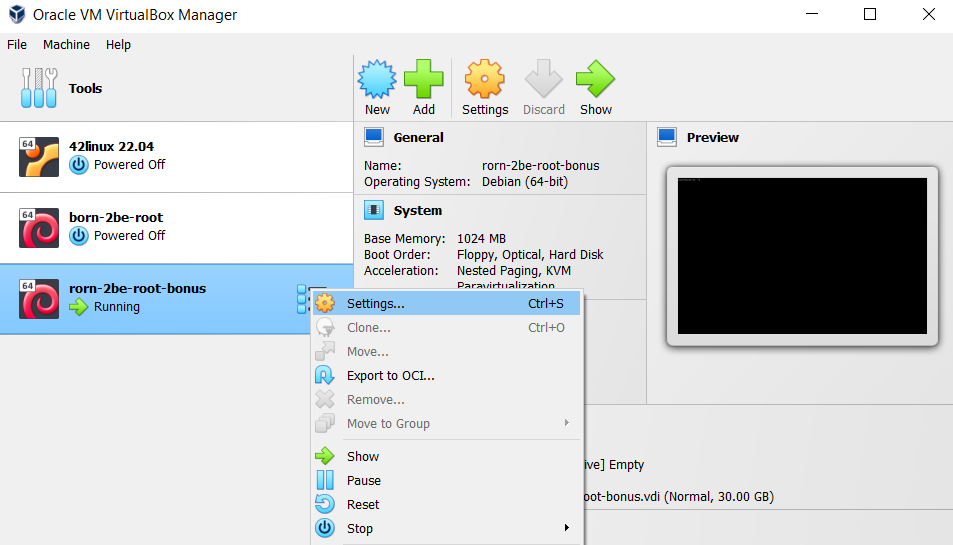 Oracle VM VirtualBox Manager
File Machine Help
Tools
New Add Settings Discard Show
64
42linux 22.04
Powered Off
64
born-2be-root
Powered Off
64
rorn-2be-root-bonus
Running
General
Name: rorn-2be-root-bonus
Operating System: Debian (64-bit)
System
Base Memory: 1024 MB
Boot Order: Floppy, Optical, Hard Disk
Acceleration: Nested Paging, KVM
Paravirtualization
Preview
Settings... Ctrl+S
Clone... Ctrl+O
Move...
Export to OCI...
Remove...
Move to Group
Show
Pause
Reset
Stop
ive] Empty
oot-bonus.vdi (Normal, 30.00 GB)